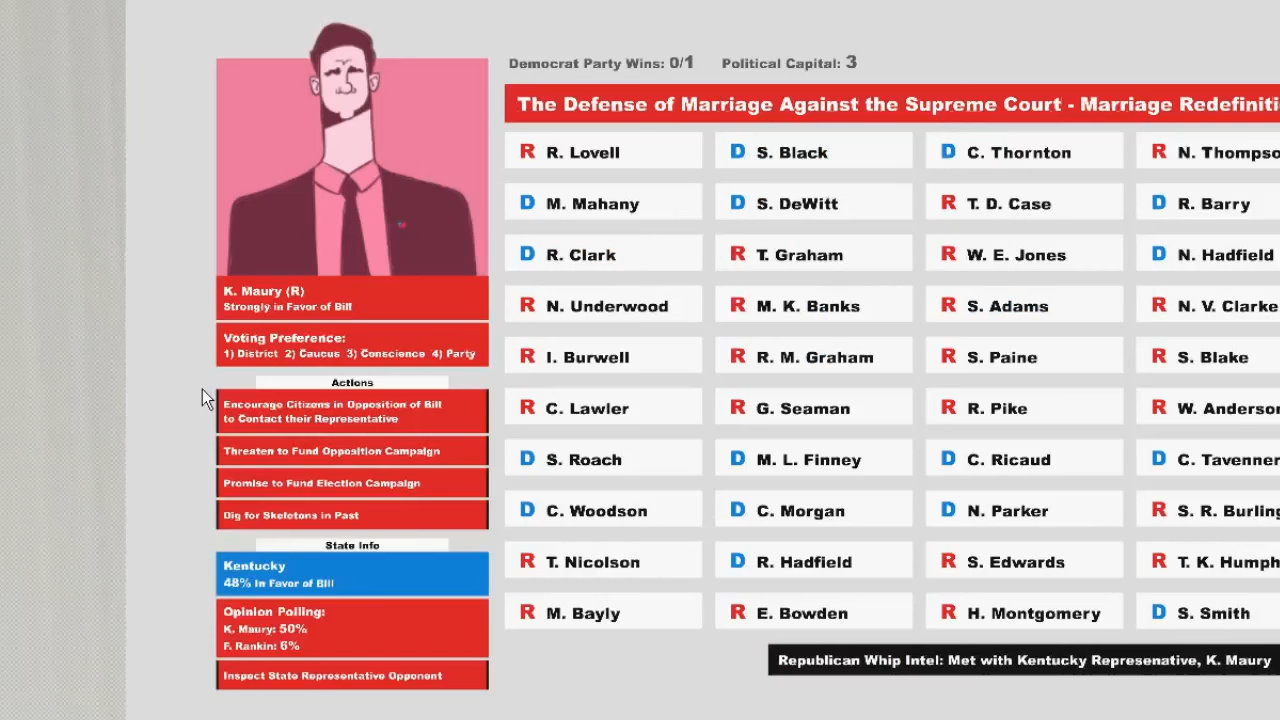 Democrat Party Wins: 0/1 Political Capital: 3
The Defense of Marriage Against the Supreme Court - Marriage Redefiniti
R R. Lovell D S. Black D C. Thornton R N. Thompso
D M. Mahany D S. DeWitt R T. D. Case D R. Barry
D R. Clark R T. Graham R W. E. Jones D N. Hadfield
R N. Underwood R M. K. Banks R S. Adams R N. V. Clarke
R I. Burwell R R. M. Graham R S. Paine R S. Blake
R C. Lawler R G. Seaman R R. Pike R W. Anderson
D S. Roach D M. L. Finney D C. Ricaud D C. Tavenner
D C. Woodson D C. Morgan D N. Parker R S. R. Burling
R T. Nicolson D R. Hadfield R S. Edwards R T. K. Humph
R M. Bayly R E. Bowden R H. Montgomery D S. Smith
K. Maury (R)
Strongly in Favor of Bill
Voting Preference:
1) District 2) Caucus 3) Conscience 4) Party
Actions
Encourage Citizens in Opposition of Bill
to Contact their Representative
Threaten to Fund Opposition Campaign
Promise to Fund Election Campaign
Dig for Skeletons in Past
State Info
Kentucky
48% In Favor of Bill
Opinion Polling:
K. Maury: 50%
F. Rankin: 6%
Inspect State Representative Opponent
Republican Whip Intel: Met with Kentucky Represenative, K. Maury